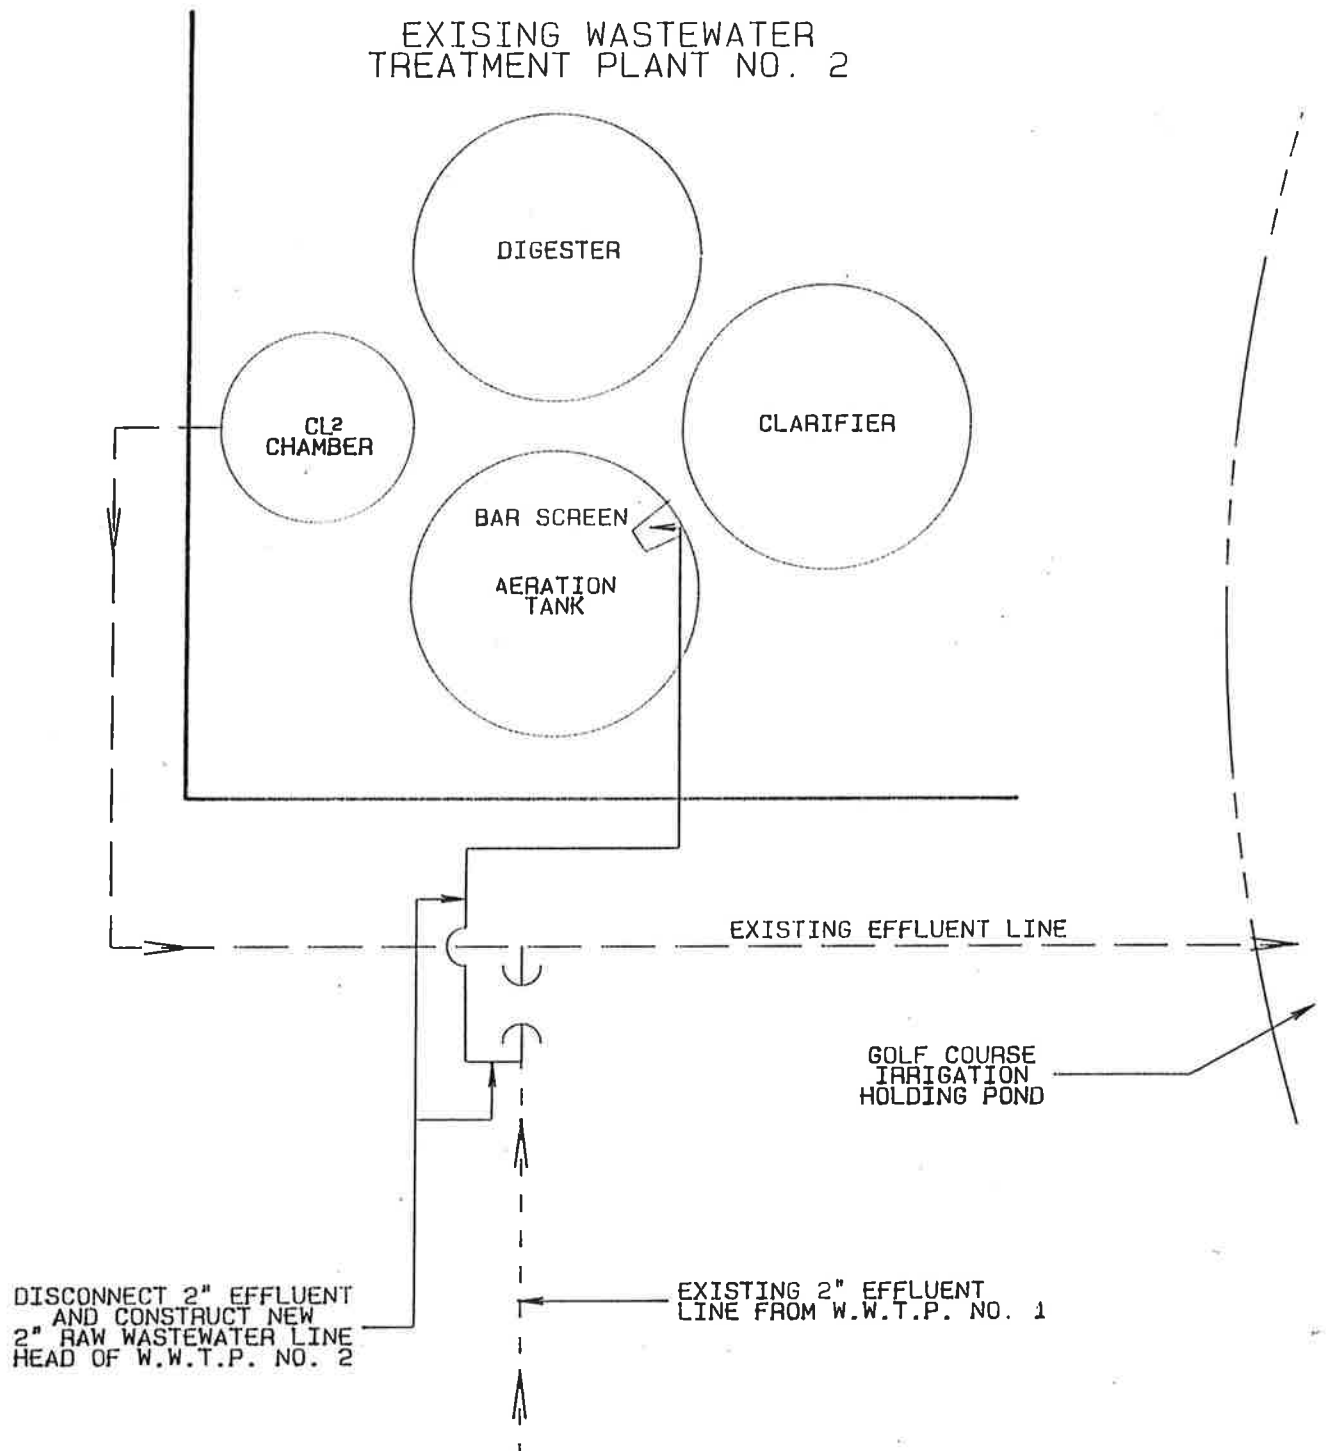 EXISING WASTEWATER
TREATMENT PLANT NO. 2
DIGESTER
CLARIFIER
CL2
CHAMBER
BAR SCREEN
AERATION
TANK
EXISTING EFFLUENT LINE
GOLF COURSE
IRRIGATION
HOLDING POND
DISCONNECT 2" EFFLUENT
AND CONSTRUCT NEW
2" RAW WASTEWATER LINE
HEAD OF W.W.T.P. NO. 2
EXISTING 2" EFFLUENT
LINE FROM W.W.T.P. NO. 1